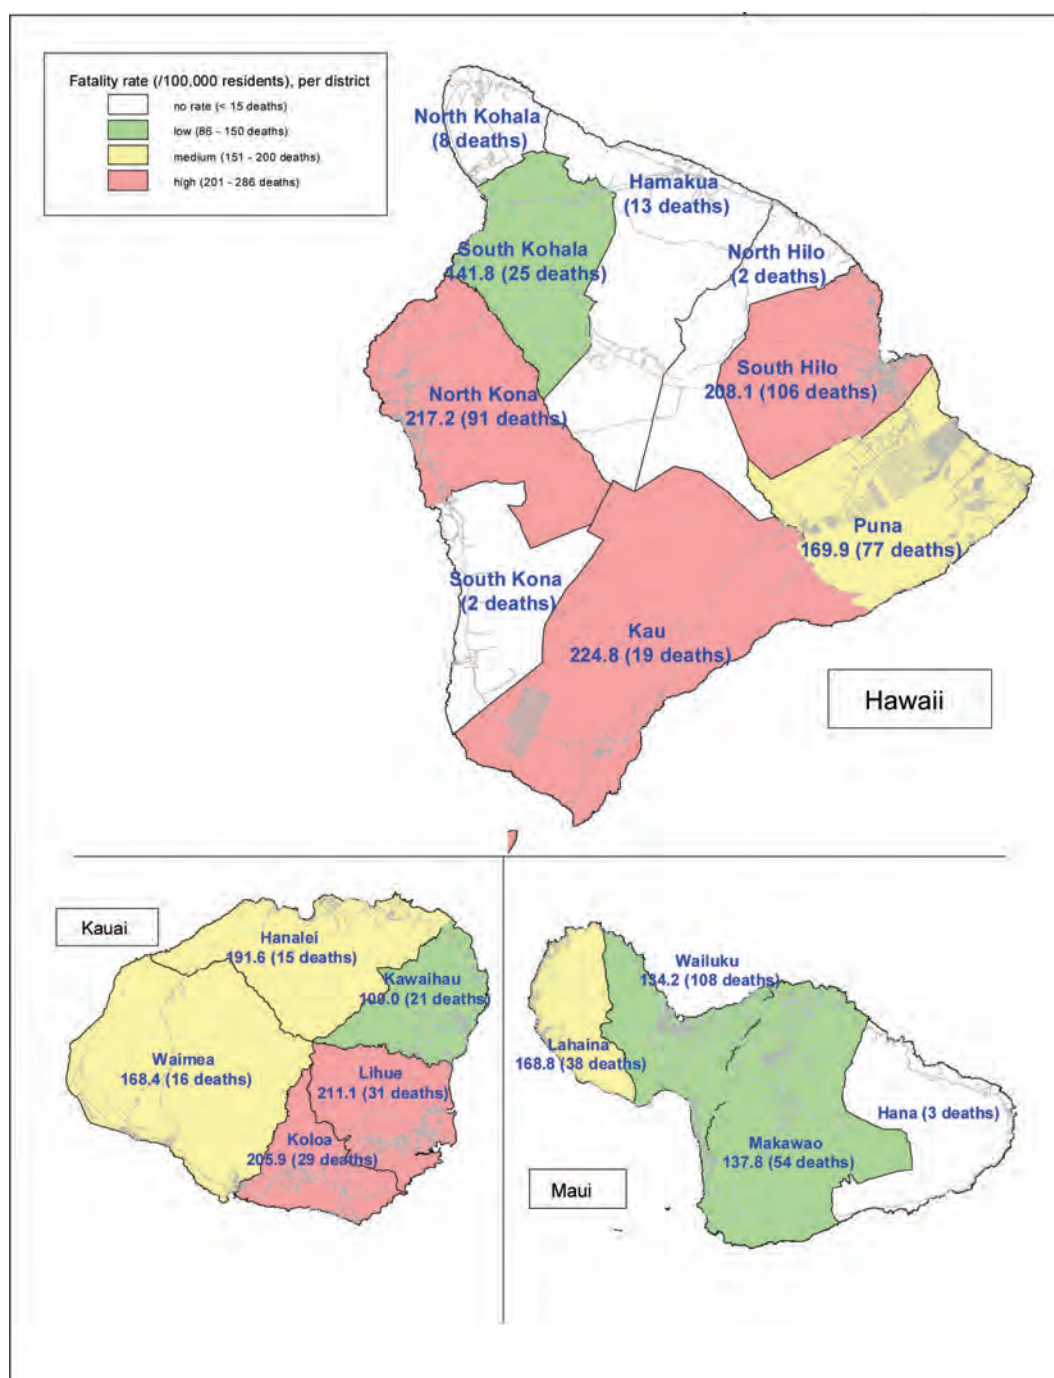 Fatality rate (/100,000 residents), per district
no rate (< 15 deaths)
low (86 - 150 deaths)
medium (151 - 200 deaths)
high (201 - 286 deaths)
North Kohala
(8 deaths)
Hamakua
(13 deaths)
North Hilo
(2 deaths)
South Kohala
141.8 (25 deaths)
South Hilo
208.1 (106 deaths)
North Kona
217.2 (91 deaths)
Puna
169.9 (77 deaths)
South Kona
(2 deaths)
Kau
224.8 (19 deaths)
Hawaii
Kauai
Hanalei
191.6 (15 deaths)
Kawaihau
100.0 (21 deaths)
Waimea
168.4 (16 deaths)
Lihue
211.1 (31 deaths)
Koloa
205.9 (29 deaths)
Wailuku
134.2 (108 deaths)
Lahaina
168.8 (38 deaths)
Hana (3 deaths)
Makawao
137.8 (54 deaths)
Maui